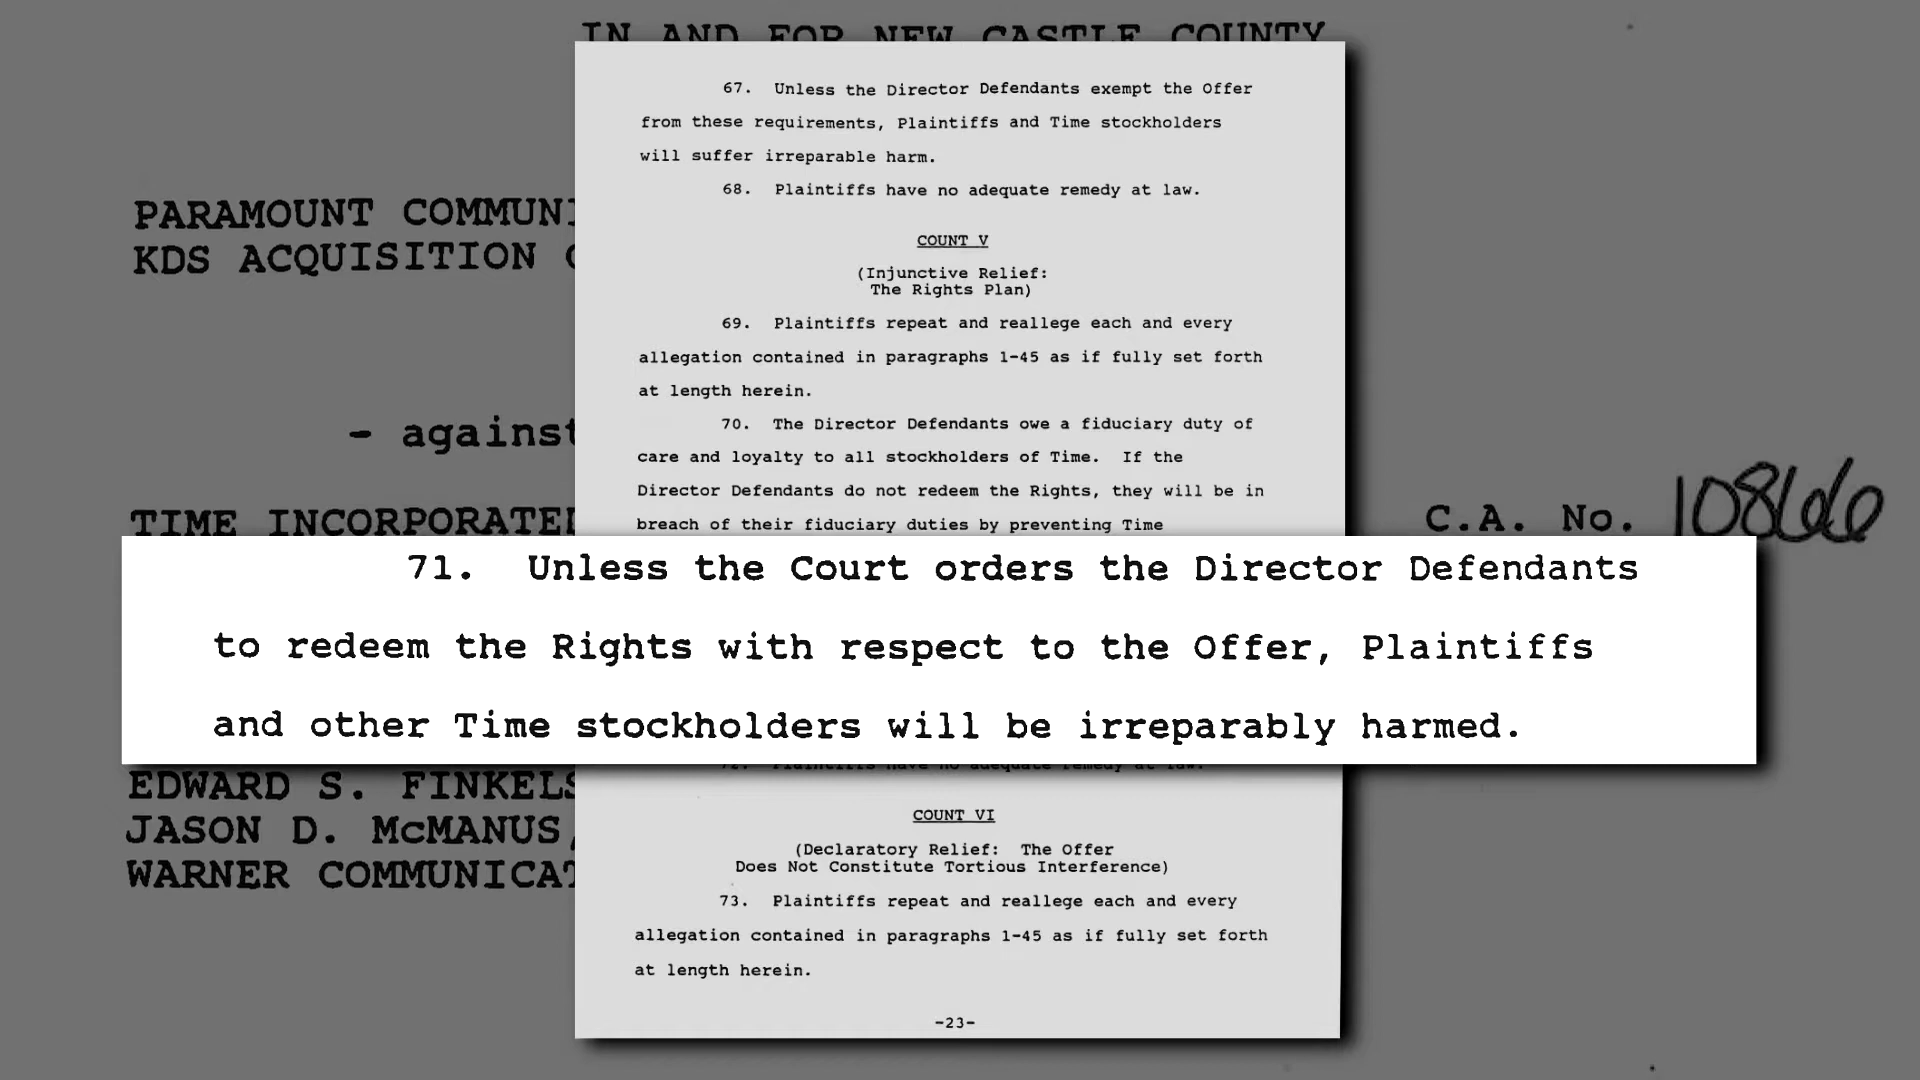 IN AND FOR NEW CASTLE COUNTY
67. Unless the Director Defendants exempt the Offer
from these requirements, Plaintiffs and Time stockholders
will suffer irreparable harm.
68. Plaintiffs have no adequate remedy at law.
PARAMOUNT COMMUNI
KDS ACQUISITION
COUNT V
(Injunctive Relief:
The Rights Plan)
69. Plaintiffs repeat and reallege each and every
allegation contained in paragraphs 1-45 as if fully set forth
at length herein.
- against
70. The Director Defendants owe a fiduciary duty of
care and loyalty to all stockholders of Time. If the
Director Defendants do not redeem the Rights, they will be in
breach of their fiduciary duties by preventing Time
TIME INCORPORATED
C.A. No. 10866
71. Unless the Court orders the Director Defendants
to redeem the Rights with respect to the Offer, Plaintiffs
and other Time stockholders will be irreparably harmed.
72. Plaintiffs have no adequate remedy at law.
EDWARD S. FINKELS
JASON D. McMANUS,
WARNER COMMUNICAT
COUNT VI
(Declaratory Relief: The Offer
Does Not Constitute Tortious Interference)
73. Plaintiffs repeat and reallege each and every
allegation contained in paragraphs 1-45 as if fully set forth
at length herein.
-23-